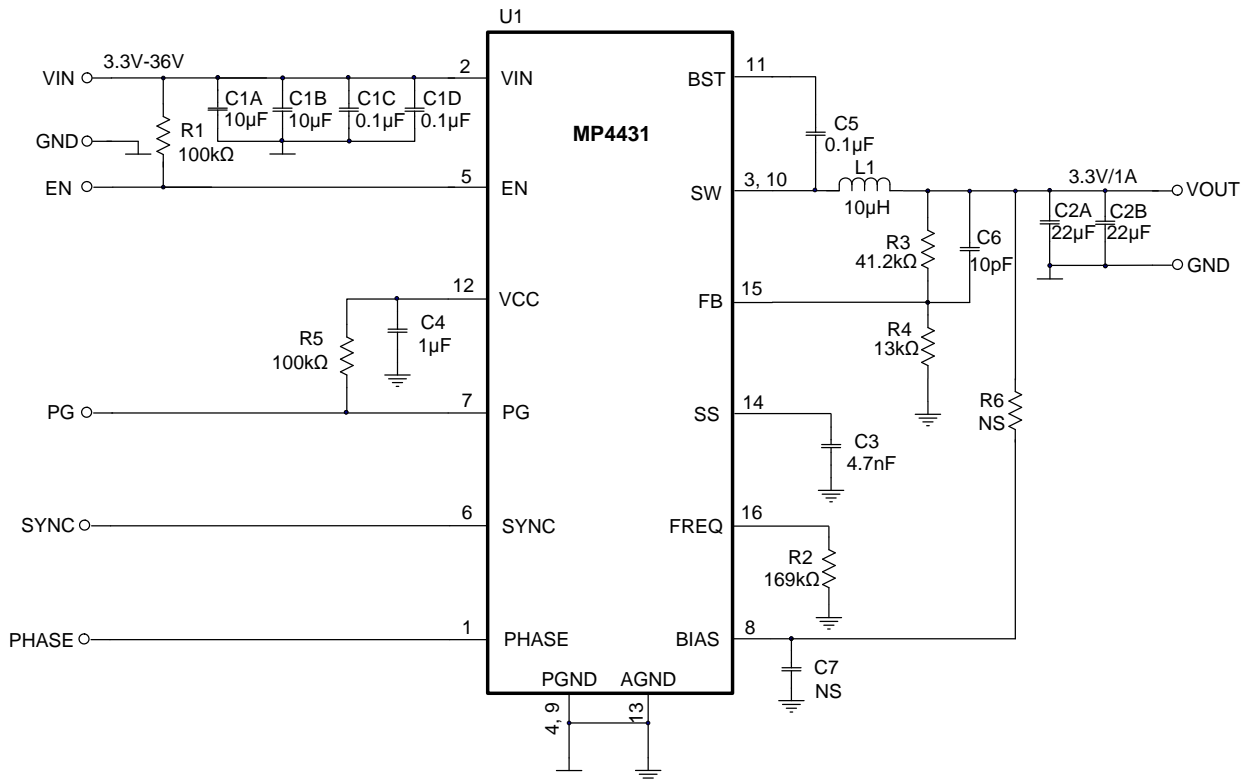 U1
MP4431
VIN
3.3V-36V
2
VIN
C1A
10µF
C1B
10µF
C1C
0.1µF
C1D
0.1µF
GND
R1
100kΩ
EN
5
EN
12
VCC
R5
100kΩ
C4
1µF
PG
7
PG
SYNC
6
SYNC
PHASE
1
PHASE
PGND
4, 9
AGND
13
BST
11
C5
0.1µF
SW
3, 10
L1
10µH
3.3V/1A
VOUT
C2A
22µF
C2B
22µF
GND
R3
41.2kΩ
C6
10pF
FB
15
R4
13kΩ
SS
14
C3
4.7nF
R6
NS
FREQ
16
R2
169kΩ
BIAS
8
C7
NS